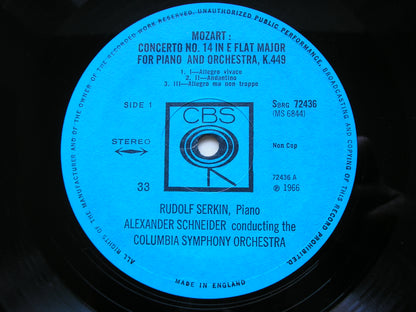 MOZART :
CONCERTO NO. 14 IN E FLAT MAJOR
FOR PIANO AND ORCHESTRA, K.449
1. I—Allegro vivace
2. II—Andantino
3. III—Allegro ma non troppo
SIDE 1
CBS
SBRG 72436
(MS 6844)
STEREO
Non Cop
33
72436 A
℗ 1966
RUDOLF SERKIN, Piano
ALEXANDER SCHNEIDER conducting the
COLUMBIA SYMPHONY ORCHESTRA
MADE IN ENGLAND
ALL RIGHTS OF THE MANUFACTURER AND OF THE OWNER OF THE RECORDED WORK RESERVED. UNAUTHORIZED PUBLIC PERFORMANCE, BROADCASTING AND COPYING OF THIS RECORD PROHIBITED.